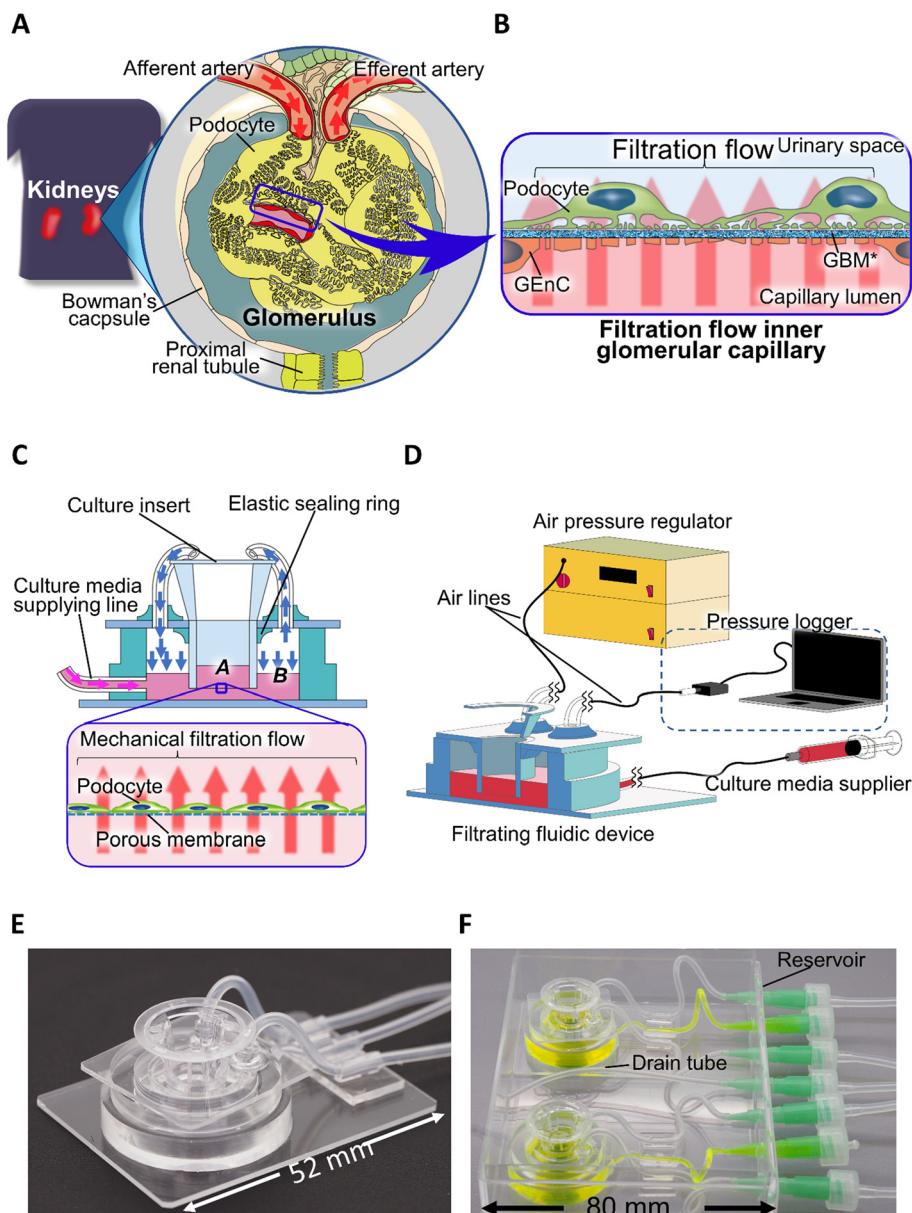 A
Afferent artery
Efferent artery
Podocyte
Kidneys
Bowman's
cacpsule
Glomerulus
Proximal
renal tubule
B
Filtration flow
Urinary space
Podocyte
GEnC
GBM*
Capillary lumen
Filtration flow inner
glomerular capillary
C
Culture insert
Elastic sealing ring
Culture media
supplying line
A
B
Mechanical filtration flow
Podocyte
Porous membrane
D
Air pressure regulator
Air lines
Pressure logger
Culture media supplier
Filtrating fluidic device
E
52 mm
F
Reservoir
Drain tube
80 mm